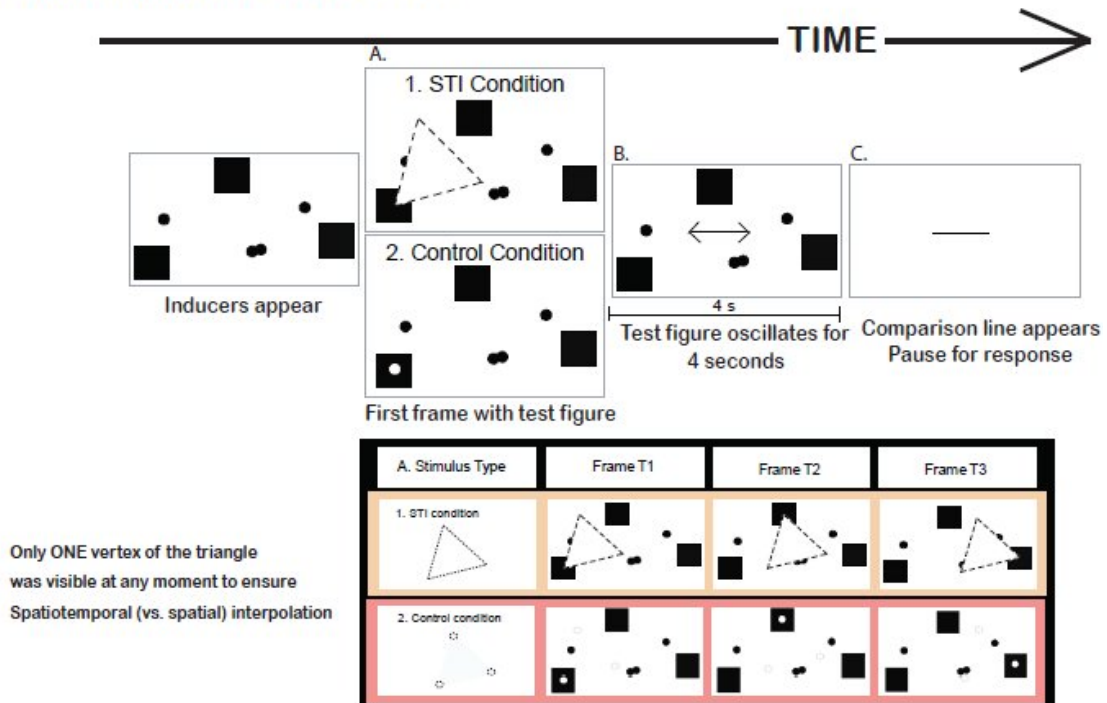 TIME
A.
1. STI Condition
2. Control Condition
Inducers appear
First frame with test figure
B.
4 s
Test figure oscillates for
4 seconds
C.
Comparison line appears
Pause for response
A. Stimulus Type
Frame T1
Frame T2
Frame T3
1. STI condition
2. Control condition
Only ONE vertex of the triangle
was visible at any moment to ensure
Spatiotemporal (vs. spatial) interpolation